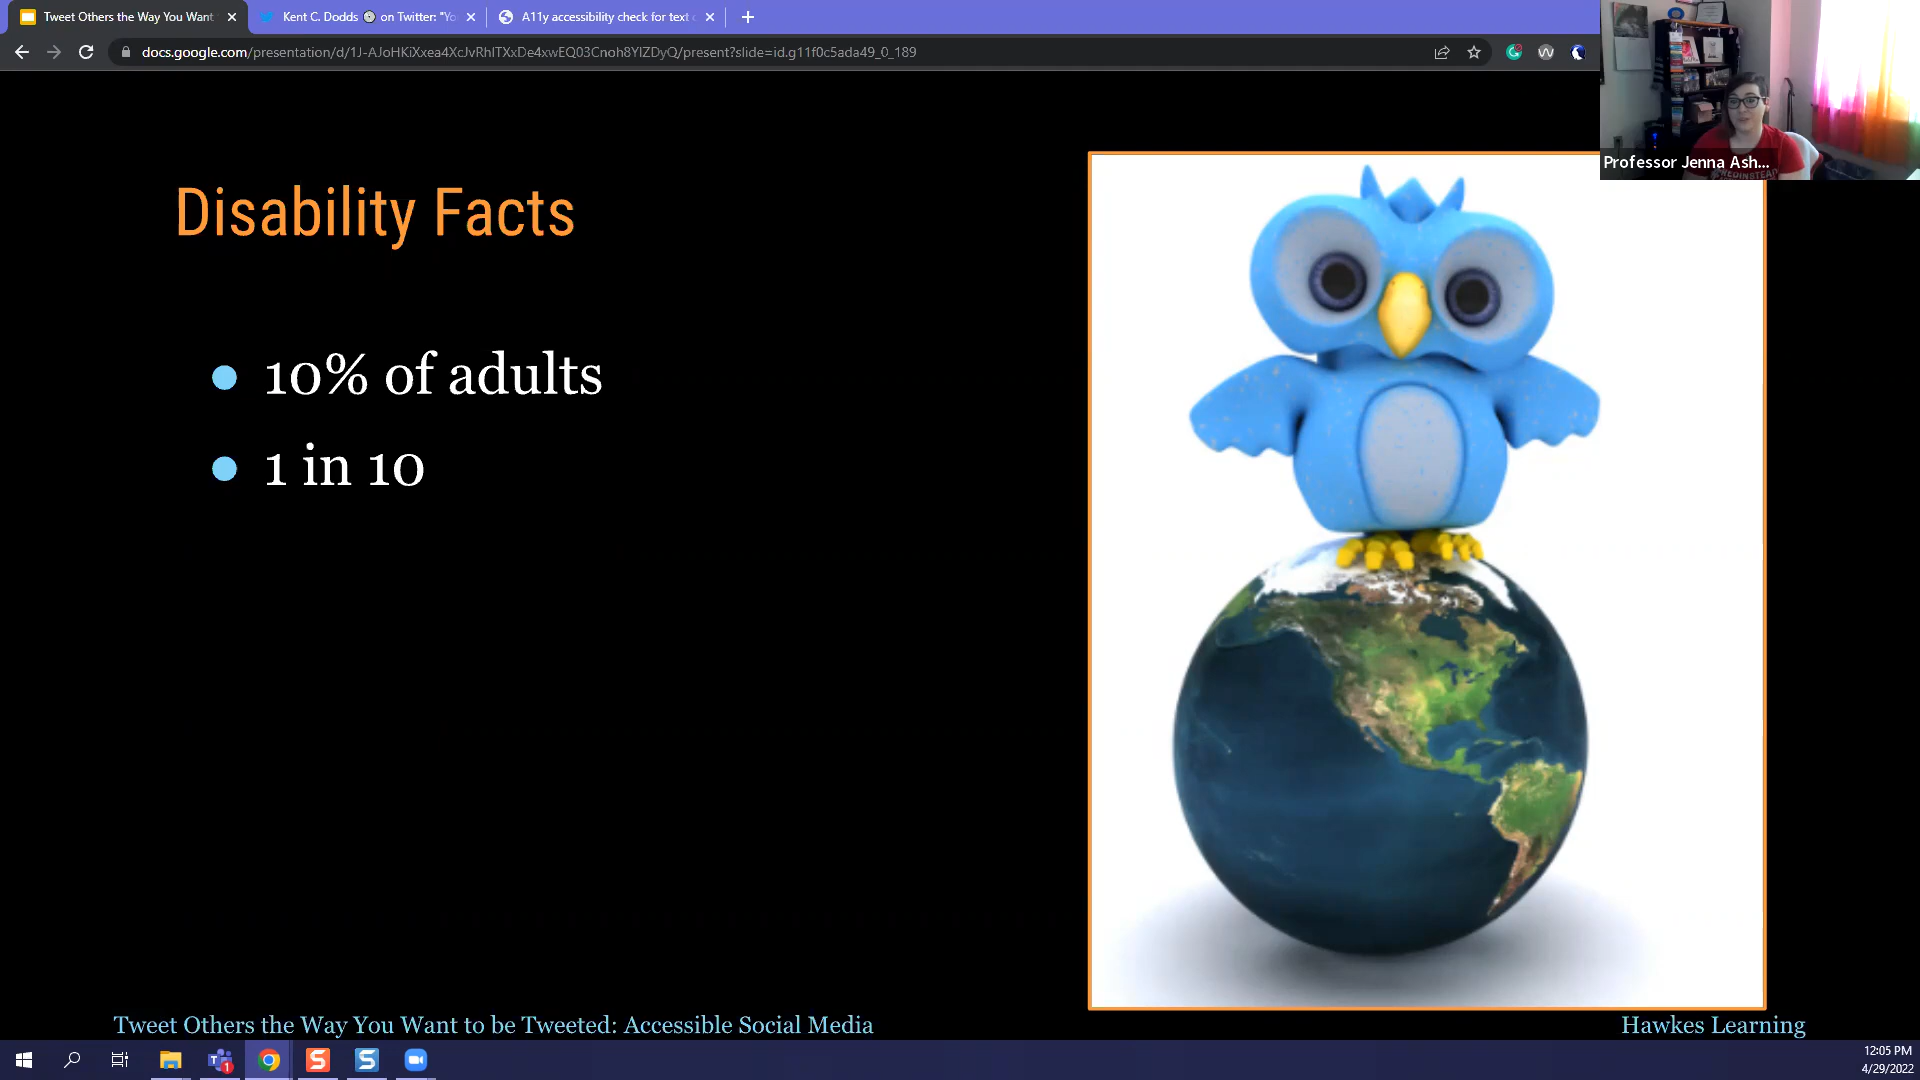 Tweet Others the Way You Want
Kent C. Dodds on Twitter: "Yo
A11y accessibility check for text c
docs.google.com/presentation/d/1J-AJoHKiXxea4XcJvRhlTXxDe4xwEQ03Cnoh8YlZDyQ/present?slide=id.g11f0c5ada49_0_189
Professor Jenna Ash...
Disability Facts
10% of adults
1 in 10
Tweet Others the Way You Want to be Tweeted: Accessible Social Media
Hawkes Learning
12:05 PM
4/29/2022